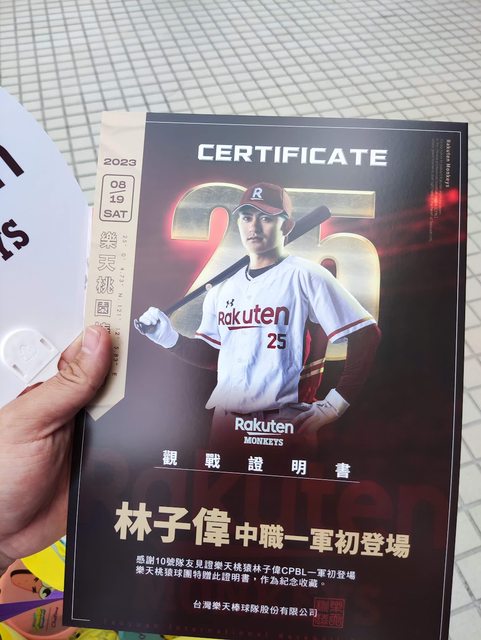 CERTIFICATE
2023
08
19
SAT
樂天桃園
Rakuten Monkeys
25
R
Rakuten
25
Rakuten
MONKEYS
觀戰證明書
林子偉中職一軍初登場
感謝10號隊友見證樂天桃猿林子偉CPBL一軍初登場
樂天桃猿球團特贈此證明書，作為紀念收藏。
台灣樂天棒球隊股份有限公司
Rakuten